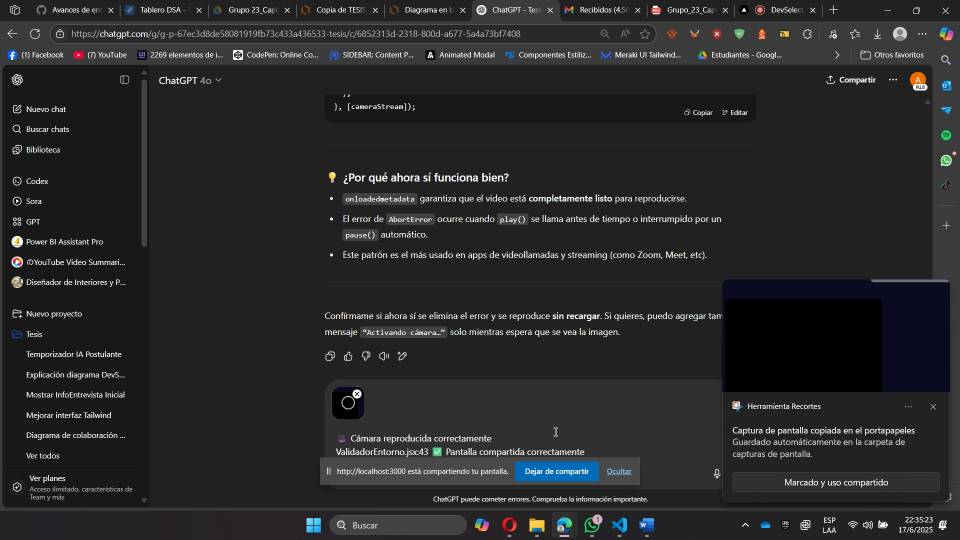 Avances de en
Tablero DSA - T
Grupo 23_Cap
Copia de TESIS
Diagrama en b
ChatGPT - Tesi
Recibidos (4.50
Grupo_23_Cap
DevSelect
https://chatgpt.com/g/g-p-67ec3d8de58081919fb73c433a436533-tesis/c/6852313d-2318-800d-a677-5a4a73bf7408
(1) Facebook
(7) YouTube
2269 elementos de i...
CodePen: Online Co...
SIDEBAR: Content P...
Animated Modal
Componentes Estiliz...
Meraki UI Tailwind...
Estudiantes - Googl...
Otros favoritos
ChatGPT 4o
Compartir
A
PLUS
Nuevo chat
Buscar chats
Biblioteca
Codex
Sora
GPT
Power BI Assistant Pro
YouTube Video Summari...
Diseñador de Interiores y P...
Nuevo proyecto
Tesis
Temporizador IA Postulante
Explicación diagrama DevS...
Mostrar InfoEntrevista Inicial
Mejorar interfaz Tailwind
Diagrama de colaboración ...
Ver todos
Ver planes
Acceso ilimitado, características de
Team y más
}, [cameraStream]);
Copiar
Editar
¿Por qué ahora sí funciona bien?
onloadedmetadata garantiza que el video está completamente listo para reproducirse.
El error de AbortError ocurre cuando play() se llama antes de tiempo o interrumpido por un
pause() automático.
Este patrón es el más usado en apps de videollamadas y streaming (como Zoom, Meet, etc).
Confírmame si ahora sí se elimina el error y se reproduce sin recargar. Si quieres, puedo agregar tam
mensaje "Activando cámara…" solo mientras espera que se vea la imagen.
Cámara reproducida correctamente
ValidadorEntorno.jsx:43 ✅ Pantalla compartida correctamente
http://localhost:3000 está compartiendo tu pantalla.
Dejar de compartir
Ocultar
ChatGPT puede cometer errores. Comprueba la información importante.
Herramienta Recortes
Captura de pantalla copiada en el portapapeles
Guardado automáticamente en la carpeta de
capturas de pantalla.
Marcado y uso compartido
Buscar
1
ESP
LAA
22:35:23
17/6/2025